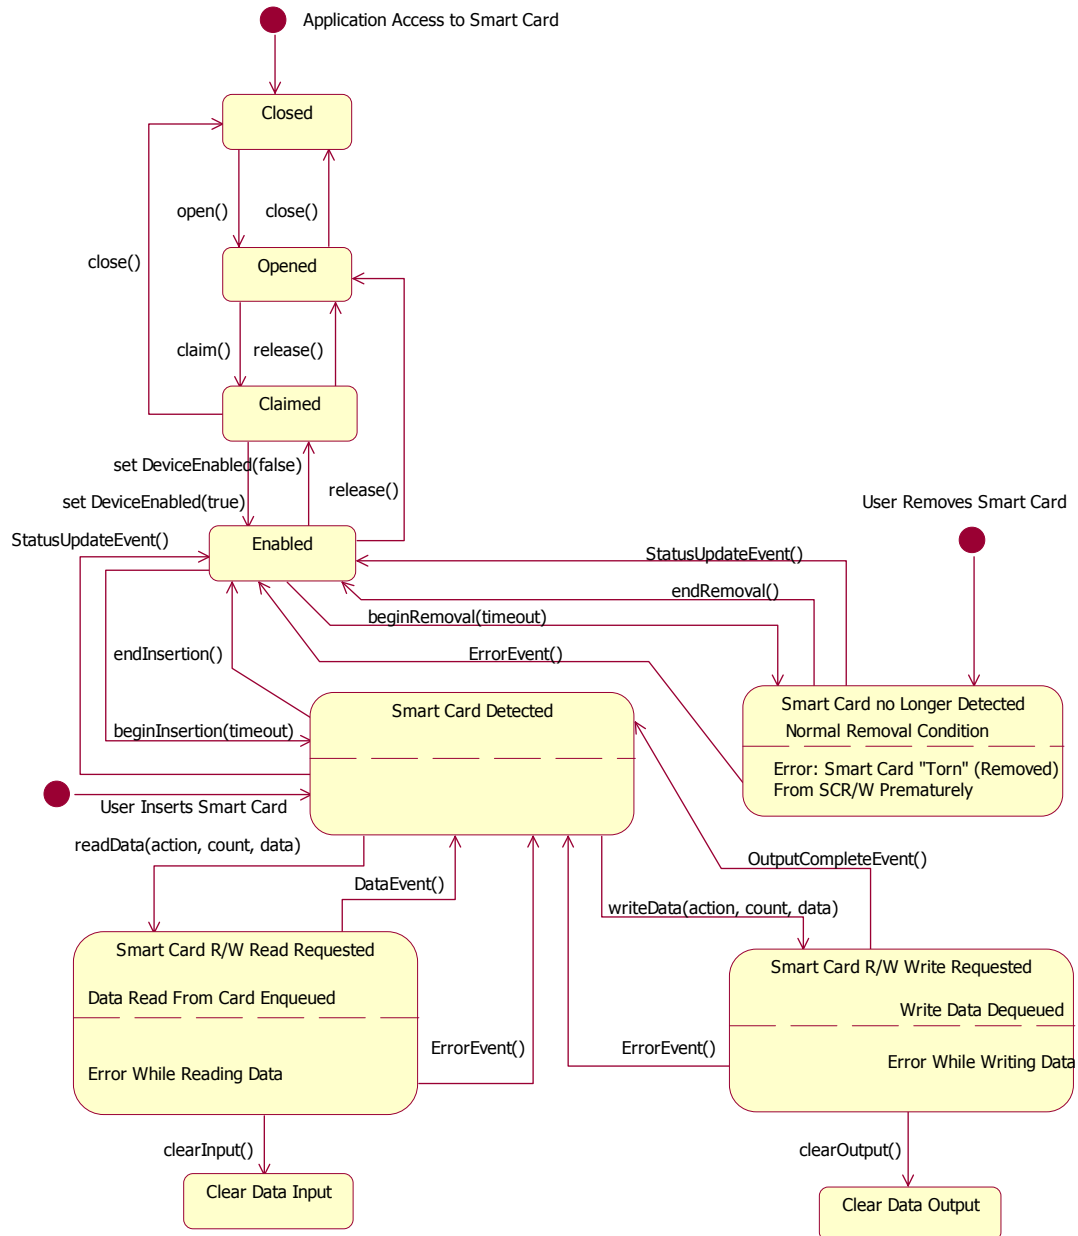 Application Access to Smart Card
Closed
open()
close()
close()
Opened
claim()
release()
Claimed
set DeviceEnabled(false)
release()
set DeviceEnabled(true)
User Removes Smart Card
StatusUpdateEvent()
Enabled
StatusUpdateEvent()
endRemoval()
beginRemoval(timeout)
endInsertion()
ErrorEvent()
Smart Card Detected
Smart Card no Longer Detected
Normal Removal Condition
beginInsertion(timeout)
Error: Smart Card "Torn" (Removed)
From SCR/W Prematurely
User Inserts Smart Card
readData(action, count, data)
OutputCompleteEvent()
DataEvent()
writeData(action, count, data)
Smart Card R/W Read Requested
Smart Card R/W Write Requested
Data Read From Card Enqueued
Write Data Dequeued
ErrorEvent()
ErrorEvent()
Error While Reading Data
Error While Writing Data
clearInput()
clearOutput()
Clear Data Input
Clear Data Output